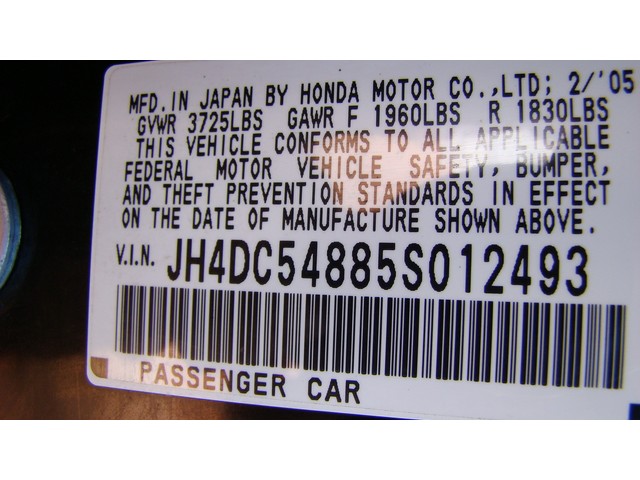 MFD. IN JAPAN BY HONDA MOTOR CO.,LTD; 2/'05
GVWR 3725LBS GAWR F 1960LBS R 1830LBS
THIS VEHICLE CONFORMS TO ALL APPLICABLE
FEDERAL MOTOR VEHICLE SAFETY, BUMPER,
AND THEFT PREVENTION STANDARDS IN EFFECT
ON THE DATE OF MANUFACTURE SHOWN ABOVE.
V.I.N. JH4DC54885S012493
PASSENGER CAR